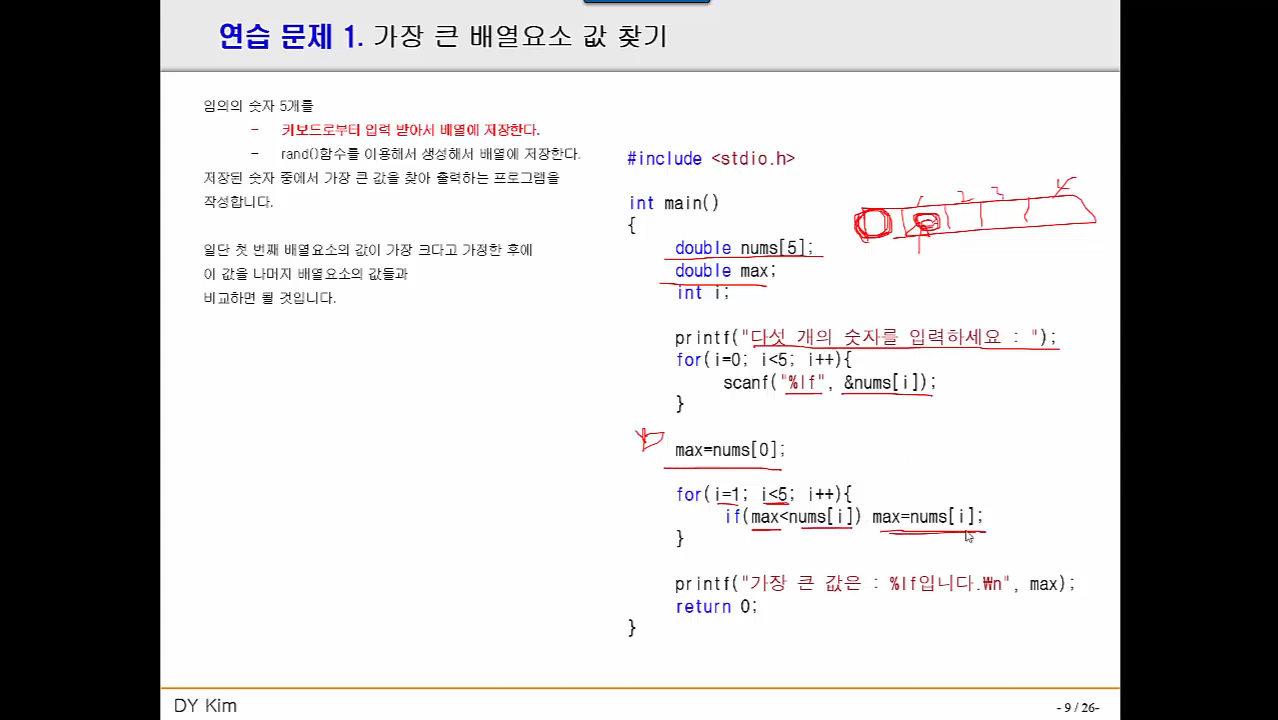 연습 문제 1. 가장 큰 배열요소 값 찾기
임의의 숫자 5개를
- 키보드로부터 입력 받아서 배열에 저장한다.
- rand()함수를 이용해서 생성해서 배열에 저장한다.
저장된 숫자 중에서 가장 큰 값을 찾아 출력하는 프로그램을
작성합니다.
일단 첫 번째 배열요소의 값이 가장 크다고 가정한 후에
이 값을 나머지 배열요소의 값들과
비교하면 될 것입니다.
#include <stdio.h>
int main()
{
double nums[5];
double max;
int i;
printf("다섯 개의 숫자를 입력하세요 : ");
for(i=0; i<5; i++){
scanf("%lf", &nums[i]);
}
max=nums[0];
for(i=1; i<5; i++){
if(max<nums[i]) max=nums[i];
}
printf("가장 큰 값은 : %lf입니다.₩n", max);
return 0;
}
2 3 4
DY Kim
- 9 / 26-